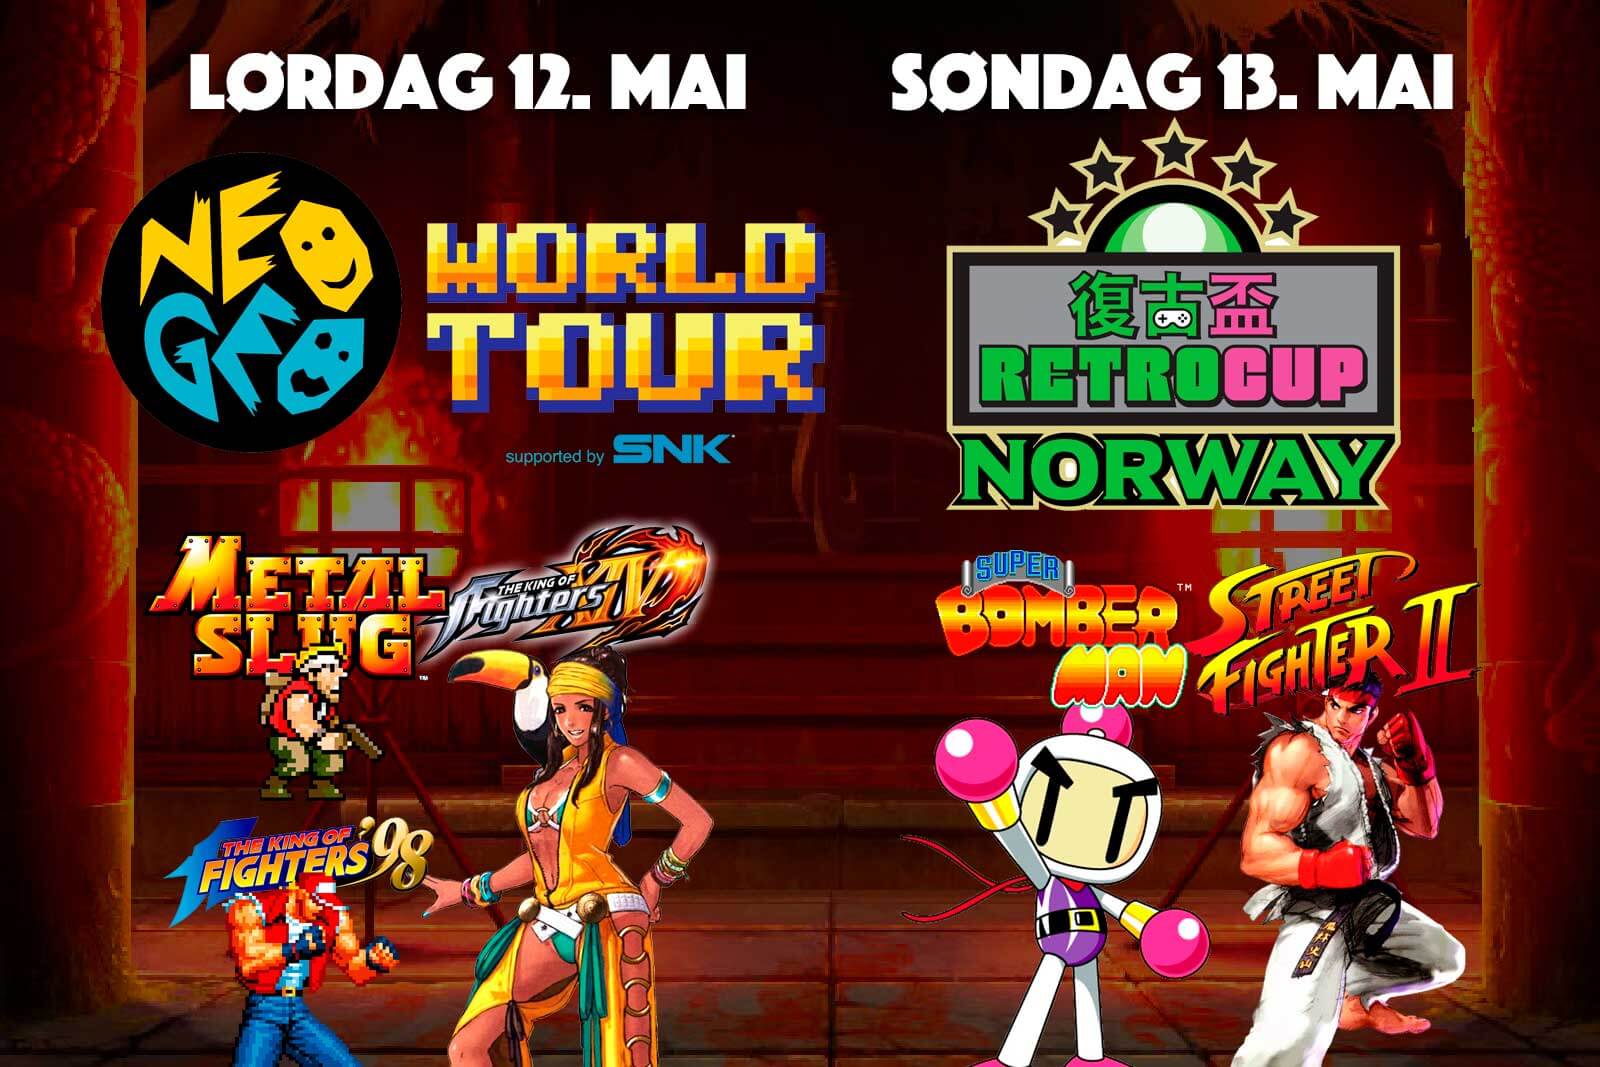 LØRDAG 12. MAI
NEO
GEO
WORLD
TOUR
supported by SNK
METAL
SLUG
THE KING OF
FIGHTERS XIV
THE KING OF
FIGHTERS '98
SØNDAG 13. MAI
復古盃
RETROCUP
NORWAY
SUPER
BOMBER
MAN
TM
STREET
FIGHTER II